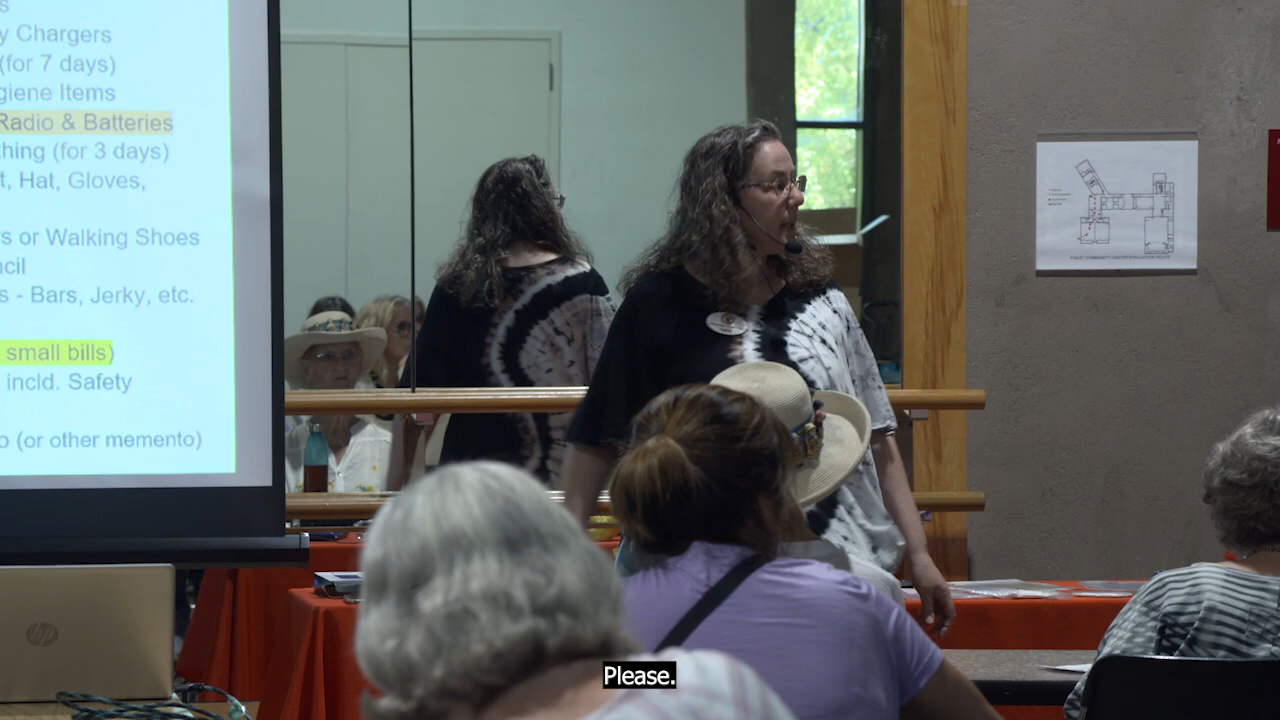 y Chargers
(for 7 days)
giene Items
Radio & Batteries
thing (for 3 days)
t, Hat, Gloves,
rs or Walking Shoes
ncil
s - Bars, Jerky, etc.
small bills)
incld. Safety
o (or other memento)
hp
Please.